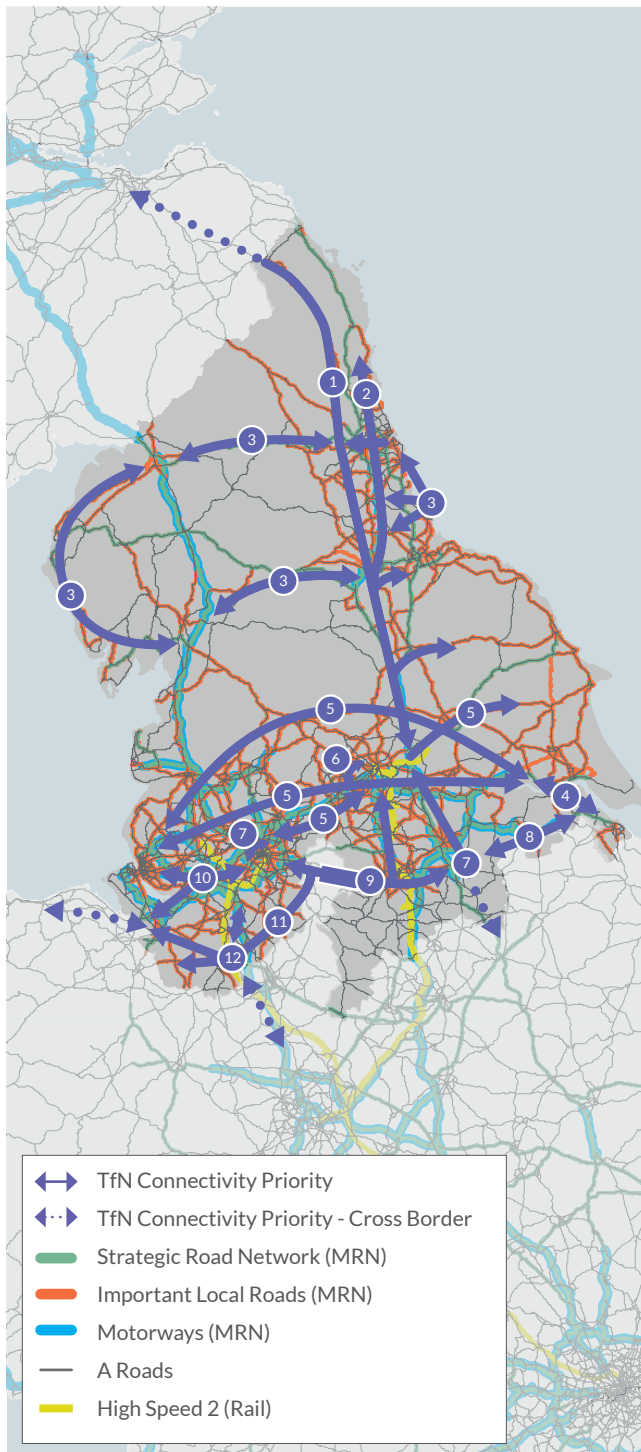 1
2
3
3
3
3
5
5
6
5
4
5
7
8
7
10
9
11
12
TfN Connectivity Priority
TfN Connectivity Priority - Cross Border
Strategic Road Network (MRN)
Important Local Roads (MRN)
Motorways (MRN)
A Roads
High Speed 2 (Rail)